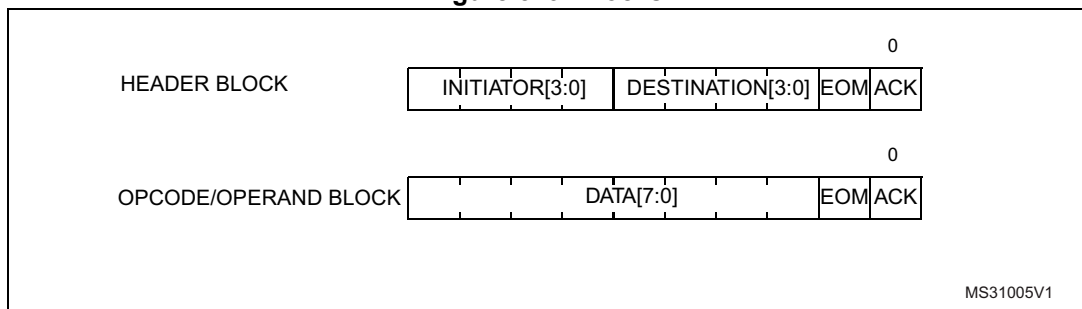 0
HEADER BLOCK INITIATOR[3:0] DESTINATION[3:0] EOM ACK
0
OPCODE/OPERAND BLOCK DATA[7:0] EOM ACK
MS31005V1